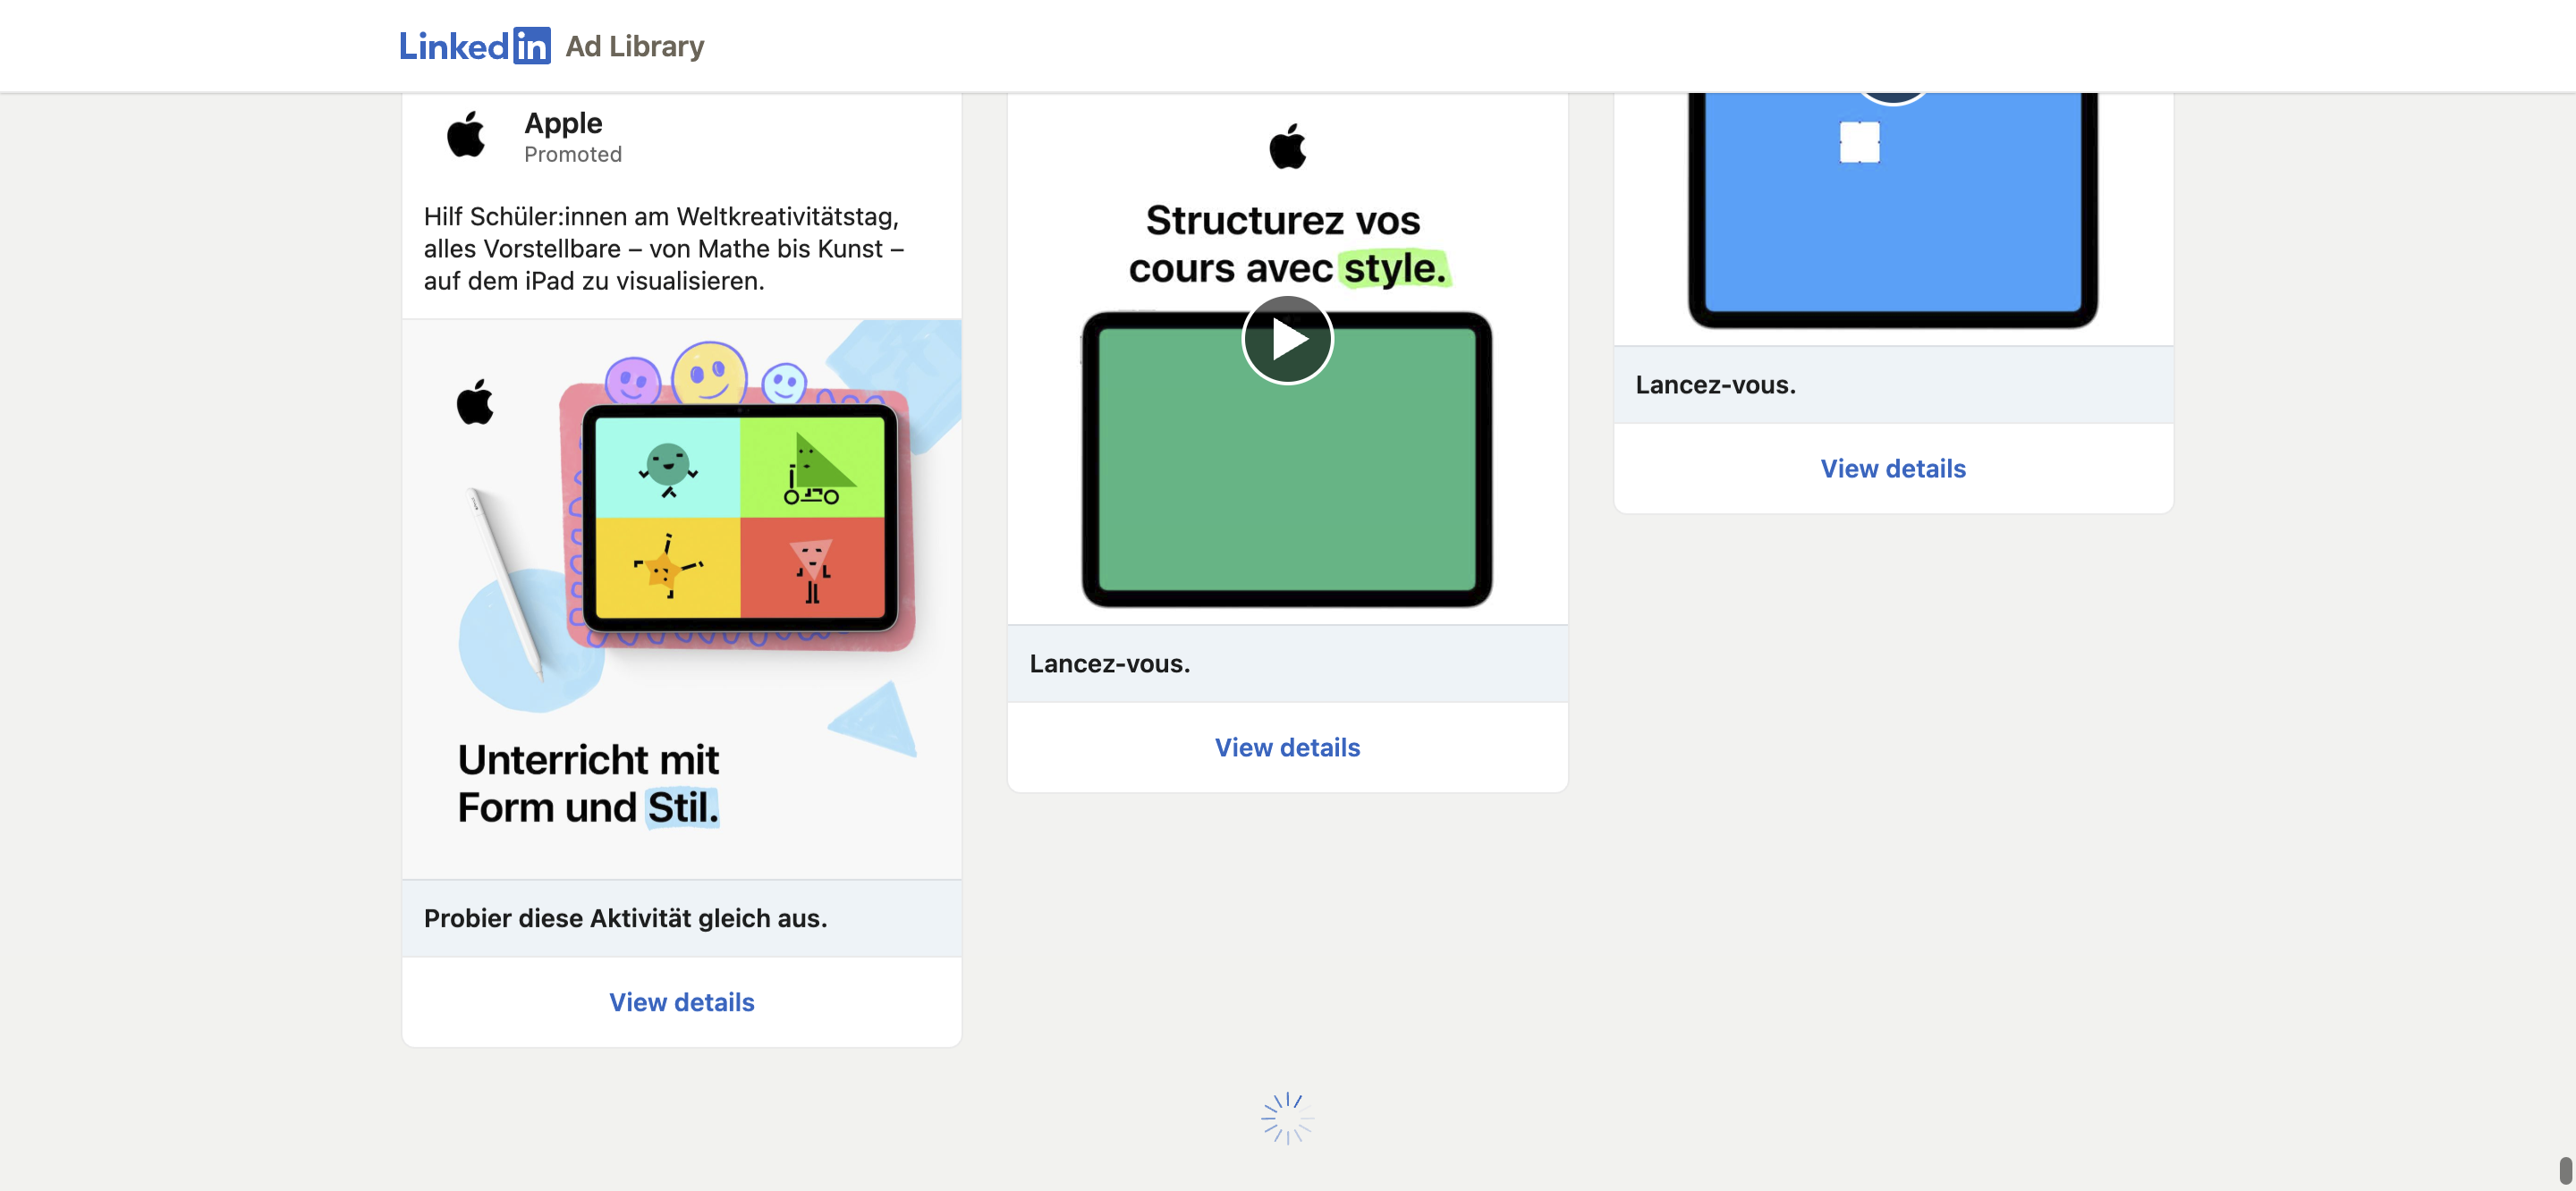 LinkedIn Ad Library
Apple
Promoted
Hilf Schüler:innen am Weltkreativitätstag,
alles Vorstellbare – von Mathe bis Kunst –
auf dem iPad zu visualisieren.
Unterricht mit
Form und Stil.
Probier diese Aktivität gleich aus.
View details
Structurez vos
cours avec style.
Lancez-vous.
View details
Lancez-vous.
View details